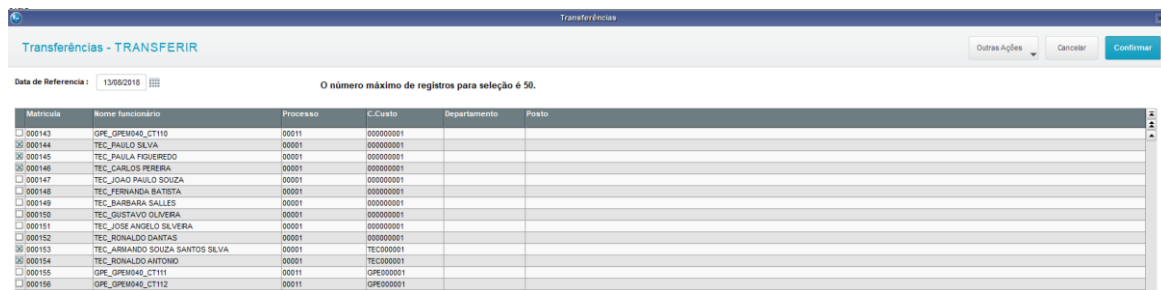 Transferências
Transferências - TRANSFERIR
Outras Ações
Cancelar
Confirmar
Data de Referencia :
13/08/2018
O número máximo de registros para seleção é 50.
Matricula Nome funcionário Processo C.Custo Departamento Posto
000143 GPE_GPEM040_CT110 00011 000000001
000144 TEC_PAULO SILVA 00001 000000001
000145 TEC_PAULA FIGUEIREDO 00001 000000001
000146 TEC_CARLOS PEREIRA 00001 000000001
000147 TEC_JOAO PAULO SOUZA 00001 000000001
000148 TEC_FERNANDA BATISTA 00001 000000001
000149 TEC_BARBARA SALLES 00001 000000001
000150 TEC_GUSTAVO OLIVEIRA 00001 000000001
000151 TEC_JOSE ANGELO SILVEIRA 00001 000000001
000152 TEC_RONALDO DANTAS 00001 000000001
000153 TEC_ARMANDO SOUZA SANTOS SILVA 00001 TEC000001
000154 TEC_RONALDO ANTONIO 00001 TEC000001
000155 GPE_GPEM040_CT111 00011 GPE000001
000156 GPE_GPEM040_CT112 00011 GPE000001